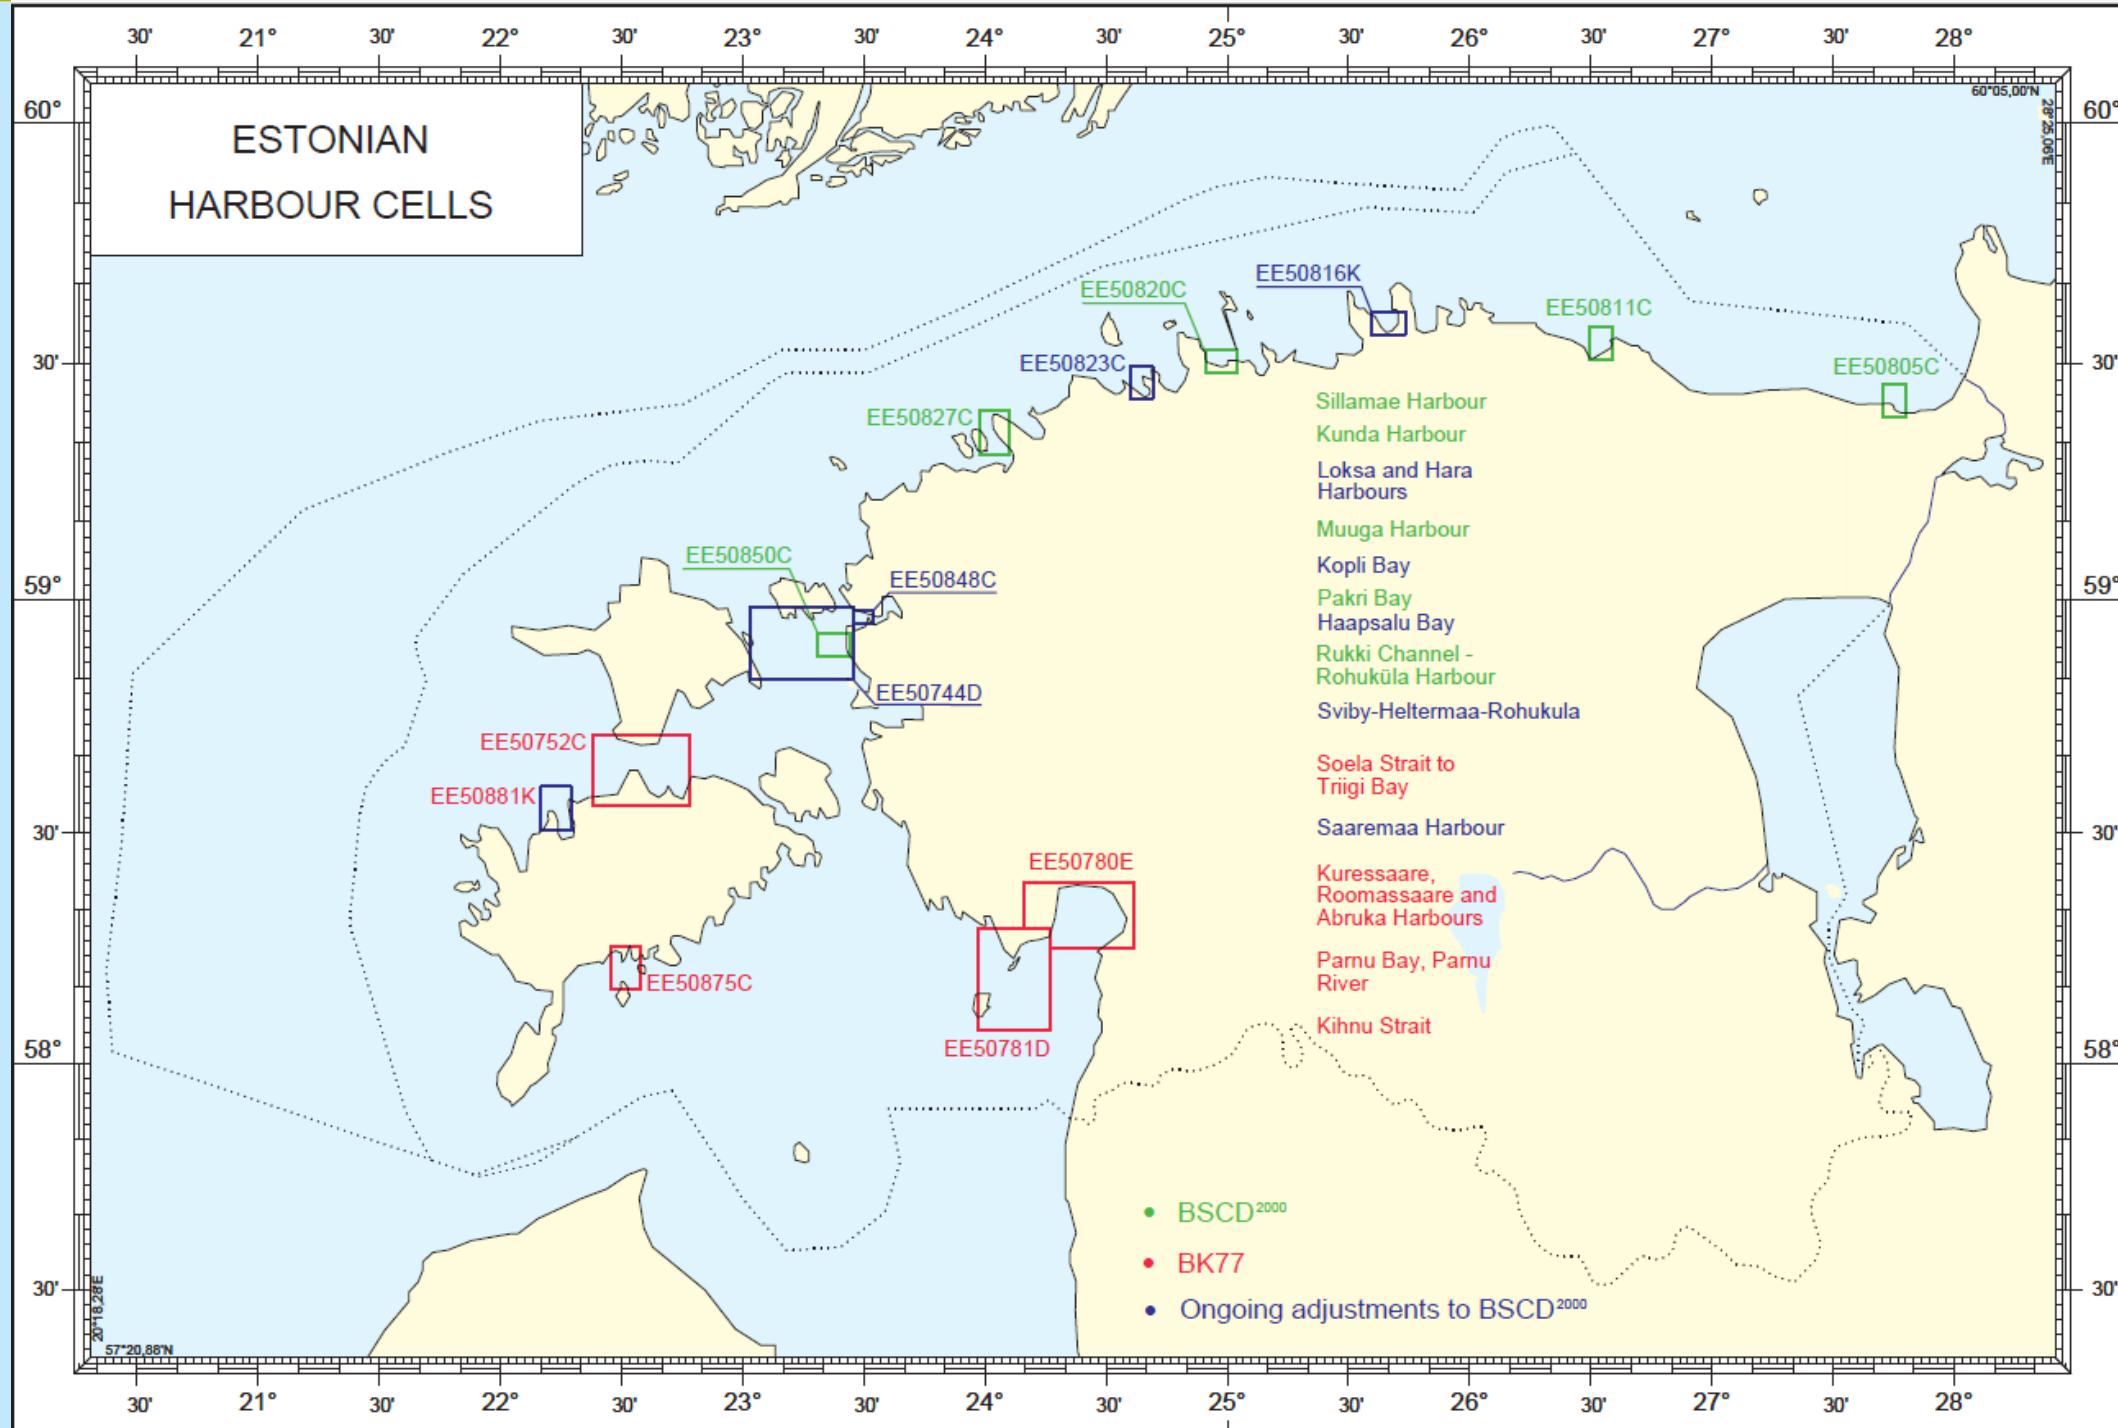 30' 21° 30' 22° 30' 23° 30' 24° 30' 25° 30' 26° 30' 27° 30' 28°
60°05,00'N
28°25,06'E
60° 60°
ESTONIAN
HARBOUR CELLS
EE50816K
EE50820C
EE50811C
30' 30'
EE50823C
EE50805C
EE50827C
Sillamae Harbour
Kunda Harbour
Loksa and Hara
Harbours
Muuga Harbour
EE50850C
Kopli Bay
EE50848C
59° 59°
Pakri Bay
Haapsalu Bay
Rukki Channel -
Rohuküla Harbour
EE50744D
Sviby-Heltermaa-Rohukula
EE50752C
Soela Strait to
Triigi Bay
EE50881K
Saaremaa Harbour
30' 30'
EE50780E
Kuressaare,
Roomassaare and
Abruka Harbours
Parnu Bay, Parnu
River
EE50875C
Kihnu Strait
EE50781D
58° 58°
BSCD²⁰⁰⁰
BK77
30' 30'
Ongoing adjustments to BSCD²⁰⁰⁰
20°18,28'E
57°20,88'N
30' 21° 30' 22° 30' 23° 30' 24° 30' 25° 30' 26° 30' 27° 30' 28°